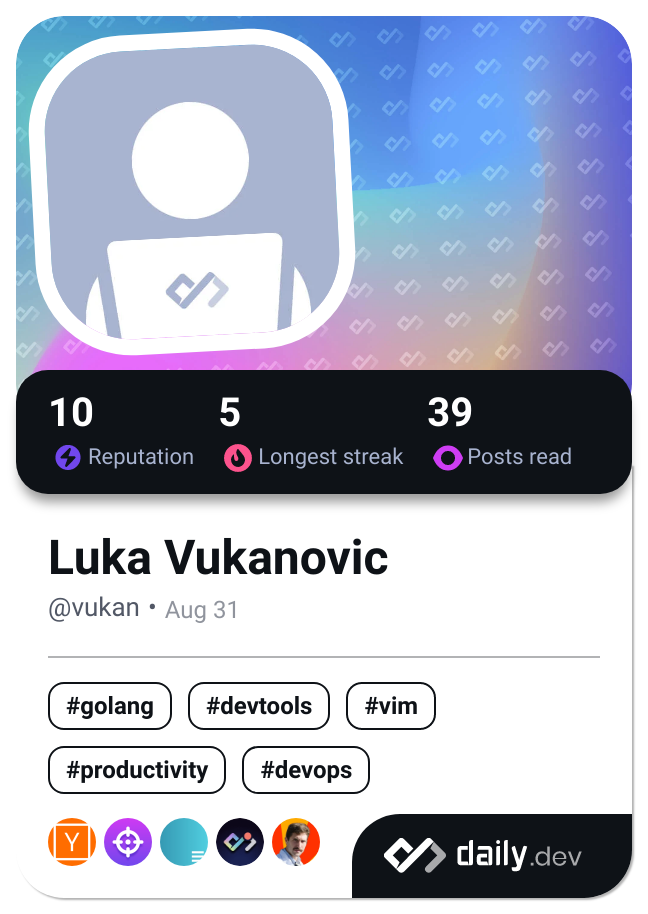 10 5 39
Reputation Longest streak Posts read
Luka Vukanovic
@vukan • Aug 31
#golang #devtools #vim
#productivity #devops
Y
daily.dev